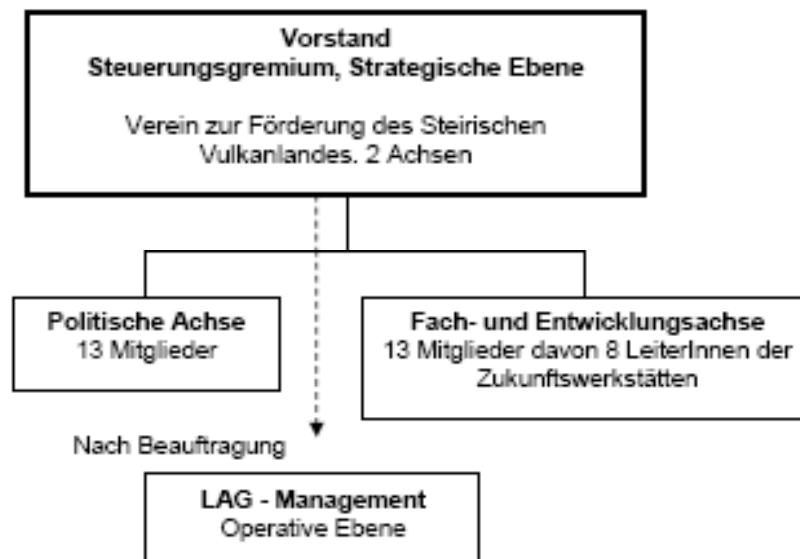 Vorstand
Steuerungsgremium, Strategische Ebene
Verein zur Förderung des Steirischen
Vulkanlandes. 2 Achsen
Politische Achse
13 Mitglieder
Fach- und Entwicklungsachse
13 Mitglieder davon 8 LeiterInnen der
Zukunftswerkstätten
Nach Beauftragung
LAG - Management
Operative Ebene